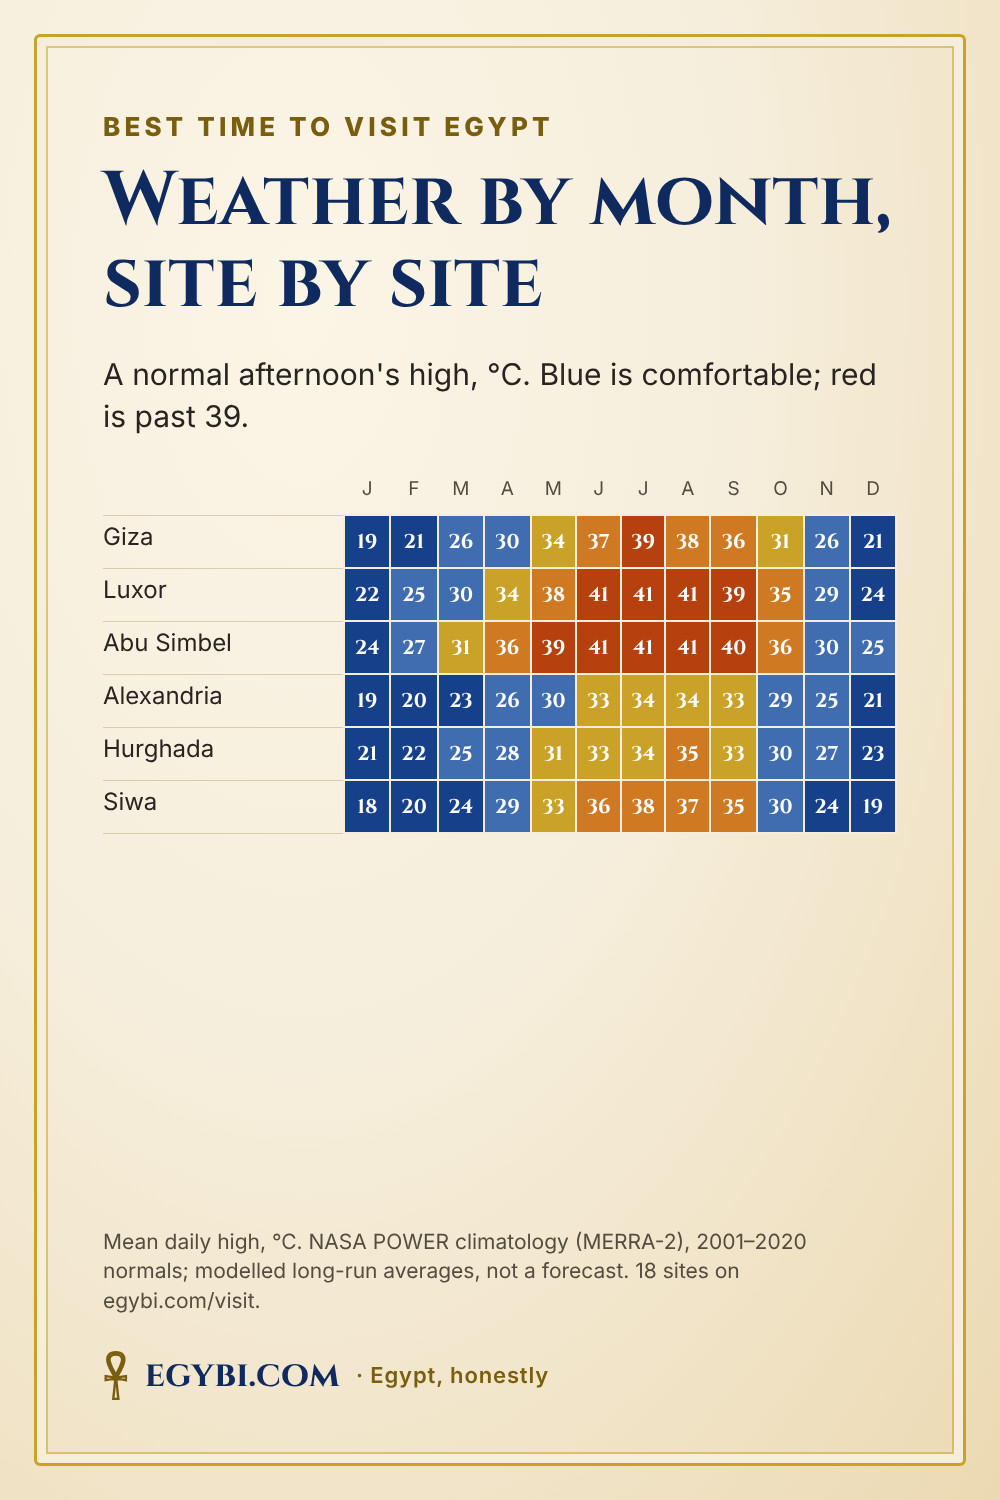 BEST TIME TO VISIT EGYPT
WEATHER BY MONTH,
SITE BY SITE
A normal afternoon's high, °C. Blue is comfortable; red
is past 39.
J F M A M J J A S O N D
Giza 19 21 26 30 34 37 39 38 36 31 26 21
Luxor 22 25 30 34 38 41 41 41 39 35 29 24
Abu Simbel 24 27 31 36 39 41 41 41 40 36 30 25
Alexandria 19 20 23 26 30 33 34 34 33 29 25 21
Hurghada 21 22 25 28 31 33 34 35 33 30 27 23
Siwa 18 20 24 29 33 36 38 37 35 30 24 19
Mean daily high, °C. NASA POWER climatology (MERRA-2), 2001–2020
normals; modelled long-run averages, not a forecast. 18 sites on
egybi.com/visit.
EGYBI.COM · Egypt, honestly